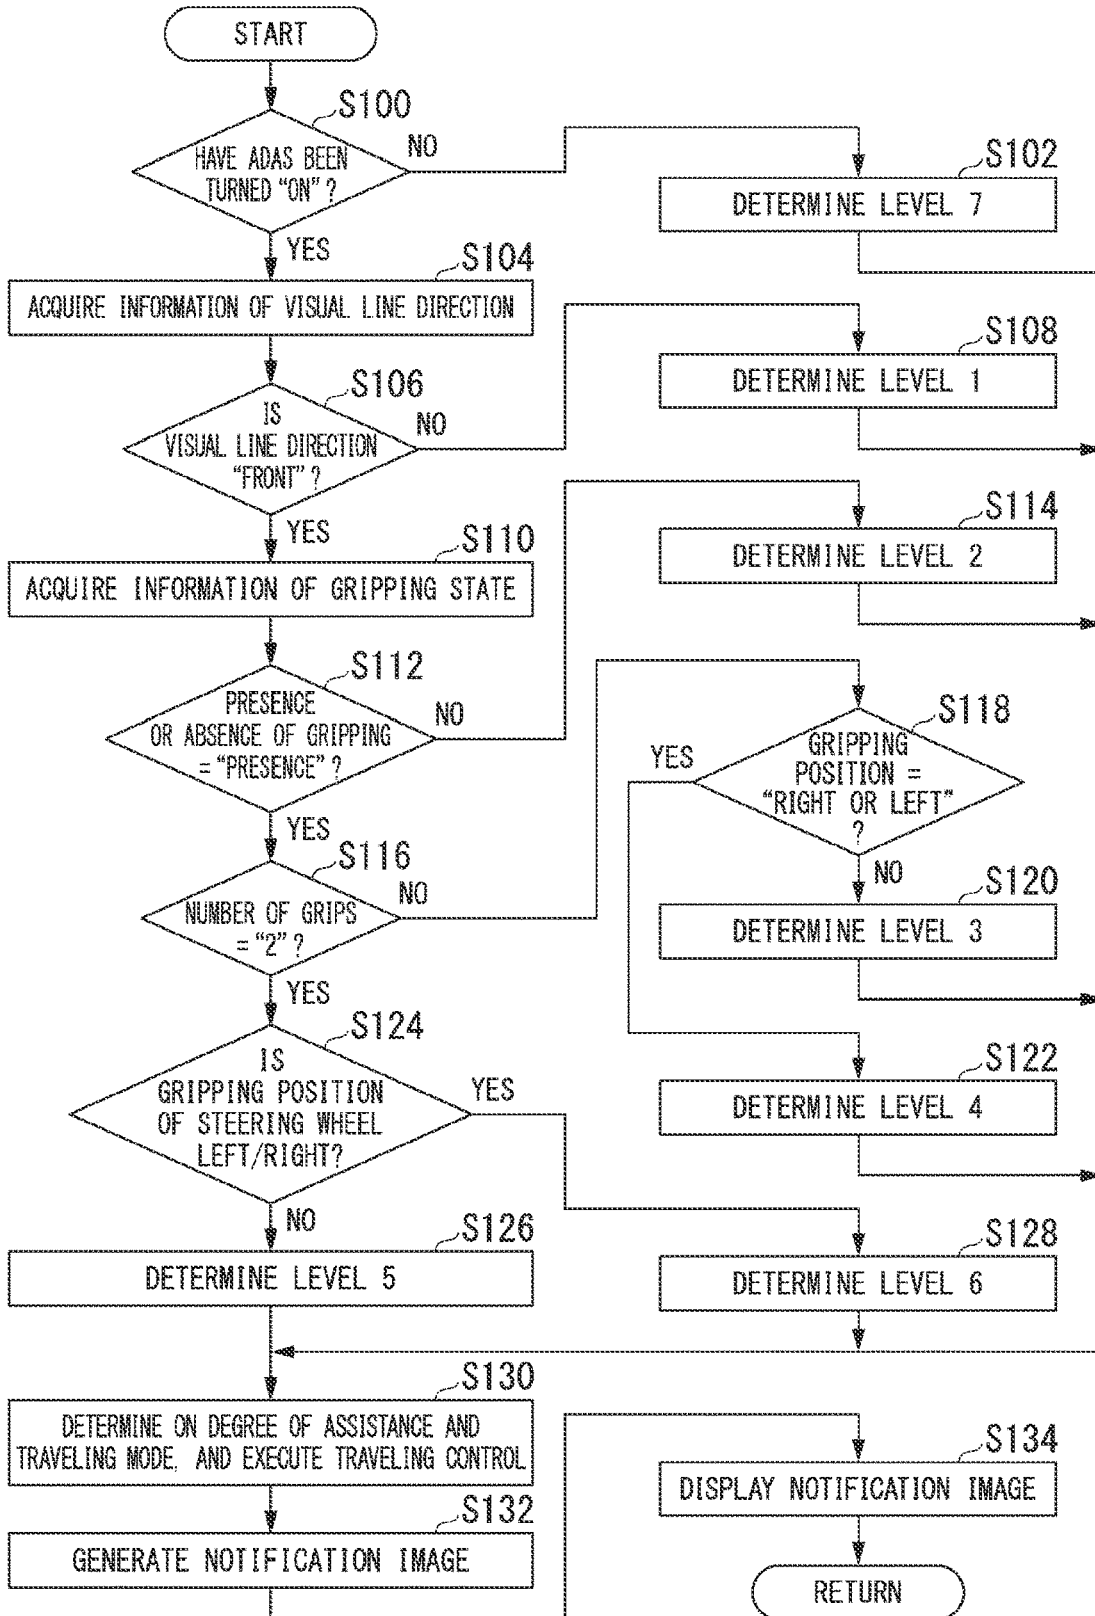 START
S100
HAVE ADAS BEEN
TURNED “ON”?
NO
YES
S102
DETERMINE LEVEL 7
S104
ACQUIRE INFORMATION OF VISUAL LINE DIRECTION
S106
IS
VISUAL LINE DIRECTION
“FRONT”?
NO
YES
S108
DETERMINE LEVEL 1
S110
ACQUIRE INFORMATION OF GRIPPING STATE
S112
PRESENCE
OR ABSENCE OF GRIPPING
= “PRESENCE”?
NO
YES
S114
DETERMINE LEVEL 2
S116
NUMBER OF GRIPS
= “2”?
NO
YES
S118
GRIPPING
POSITION =
“RIGHT OR LEFT”
?
YES
NO
S120
DETERMINE LEVEL 3
S122
DETERMINE LEVEL 4
S124
IS
GRIPPING POSITION
OF STEERING WHEEL
LEFT/RIGHT?
YES
NO
S126
DETERMINE LEVEL 5
S128
DETERMINE LEVEL 6
S130
DETERMINE ON DEGREE OF ASSISTANCE AND
TRAVELING MODE, AND EXECUTE TRAVELING CONTROL
S132
GENERATE NOTIFICATION IMAGE
S134
DISPLAY NOTIFICATION IMAGE
RETURN